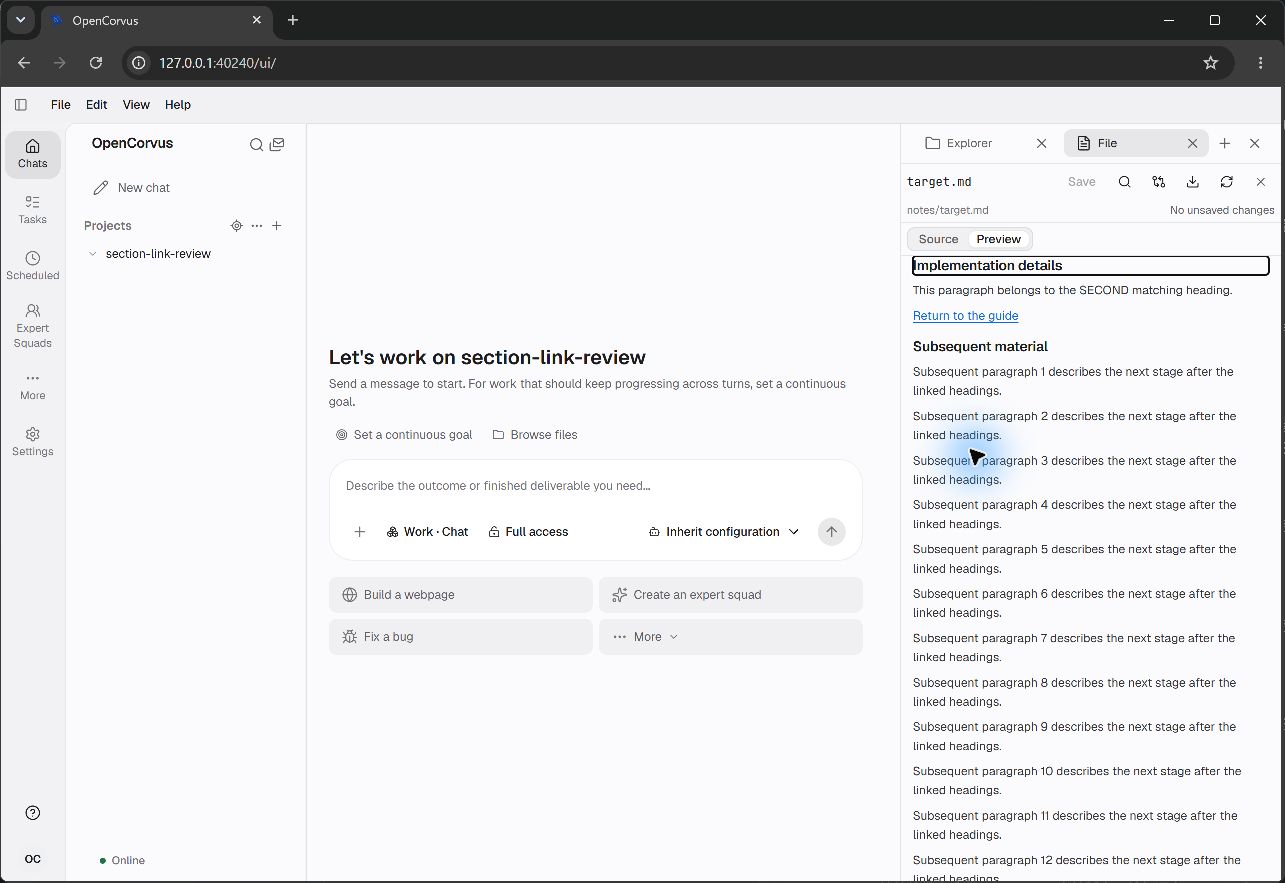 OpenCorvus
127.0.0.1:40240/ui/
File Edit View Help
Chats
Tasks
Scheduled
Expert
Squads
More
Settings
OC
OpenCorvus
New chat
Projects
section-link-review
Online
Let's work on section-link-review
Send a message to start. For work that should keep progressing across turns, set a continuous
goal.
Set a continuous goal Browse files
Describe the outcome or finished deliverable you need...
Work · Chat Full access Inherit configuration
Build a webpage Create an expert squad
Fix a bug More
Explorer File
target.md Save
notes/target.md No unsaved changes
Source Preview
Implementation details
This paragraph belongs to the SECOND matching heading.
Return to the guide
Subsequent material
Subsequent paragraph 1 describes the next stage after the
linked headings.
Subsequent paragraph 2 describes the next stage after the
linked headings.
Subsequent paragraph 3 describes the next stage after the
linked headings.
Subsequent paragraph 4 describes the next stage after the
linked headings.
Subsequent paragraph 5 describes the next stage after the
linked headings.
Subsequent paragraph 6 describes the next stage after the
linked headings.
Subsequent paragraph 7 describes the next stage after the
linked headings.
Subsequent paragraph 8 describes the next stage after the
linked headings.
Subsequent paragraph 9 describes the next stage after the
linked headings.
Subsequent paragraph 10 describes the next stage after the
linked headings.
Subsequent paragraph 11 describes the next stage after the
linked headings.
Subsequent paragraph 12 describes the next stage after the
linked headings.